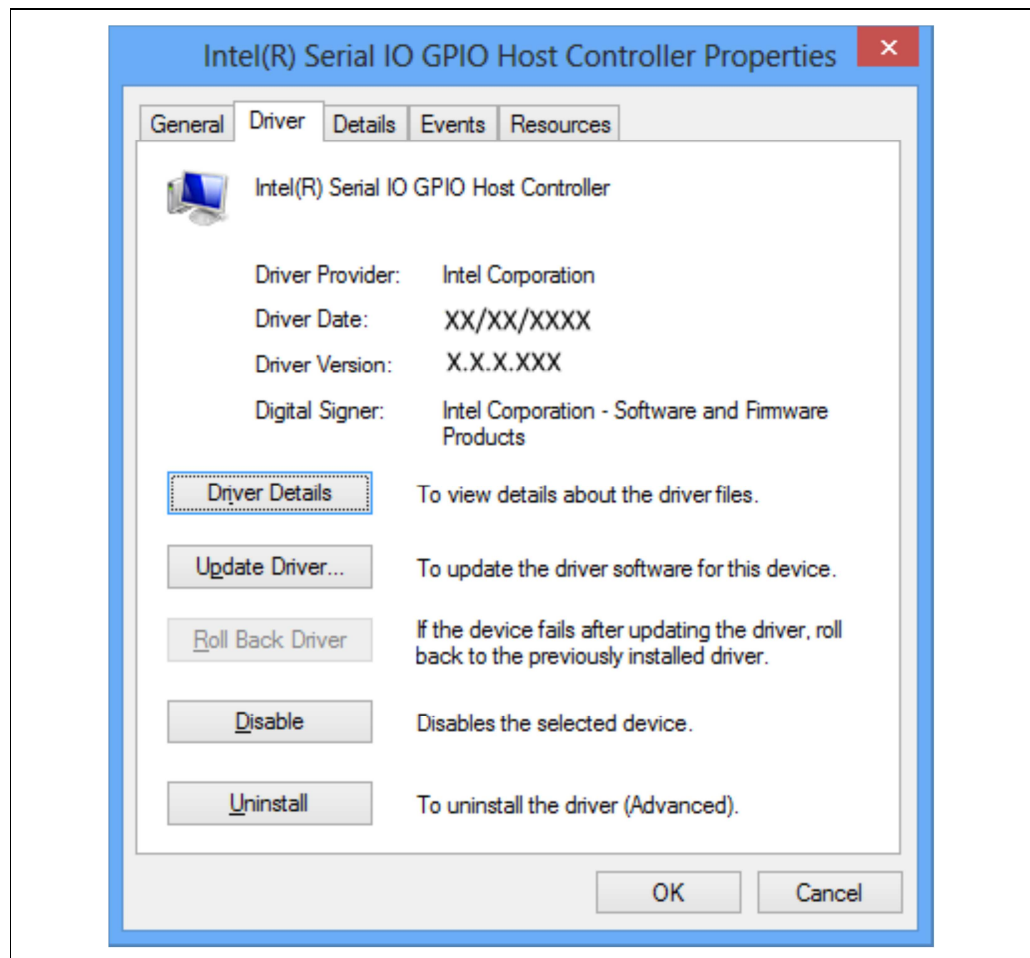 Intel(R) Serial IO GPIO Host Controller Properties
General Driver Details Events Resources
Intel(R) Serial IO GPIO Host Controller
Driver Provider: Intel Corporation
Driver Date: XX/XX/XXXX
Driver Version: X.X.X.XXX
Digital Signer: Intel Corporation - Software and Firmware
Products
Driver Details To view details about the driver files.
Update Driver... To update the driver software for this device.
Roll Back Driver If the device fails after updating the driver, roll
back to the previously installed driver.
Disable Disables the selected device.
Uninstall To uninstall the driver (Advanced).
OK Cancel